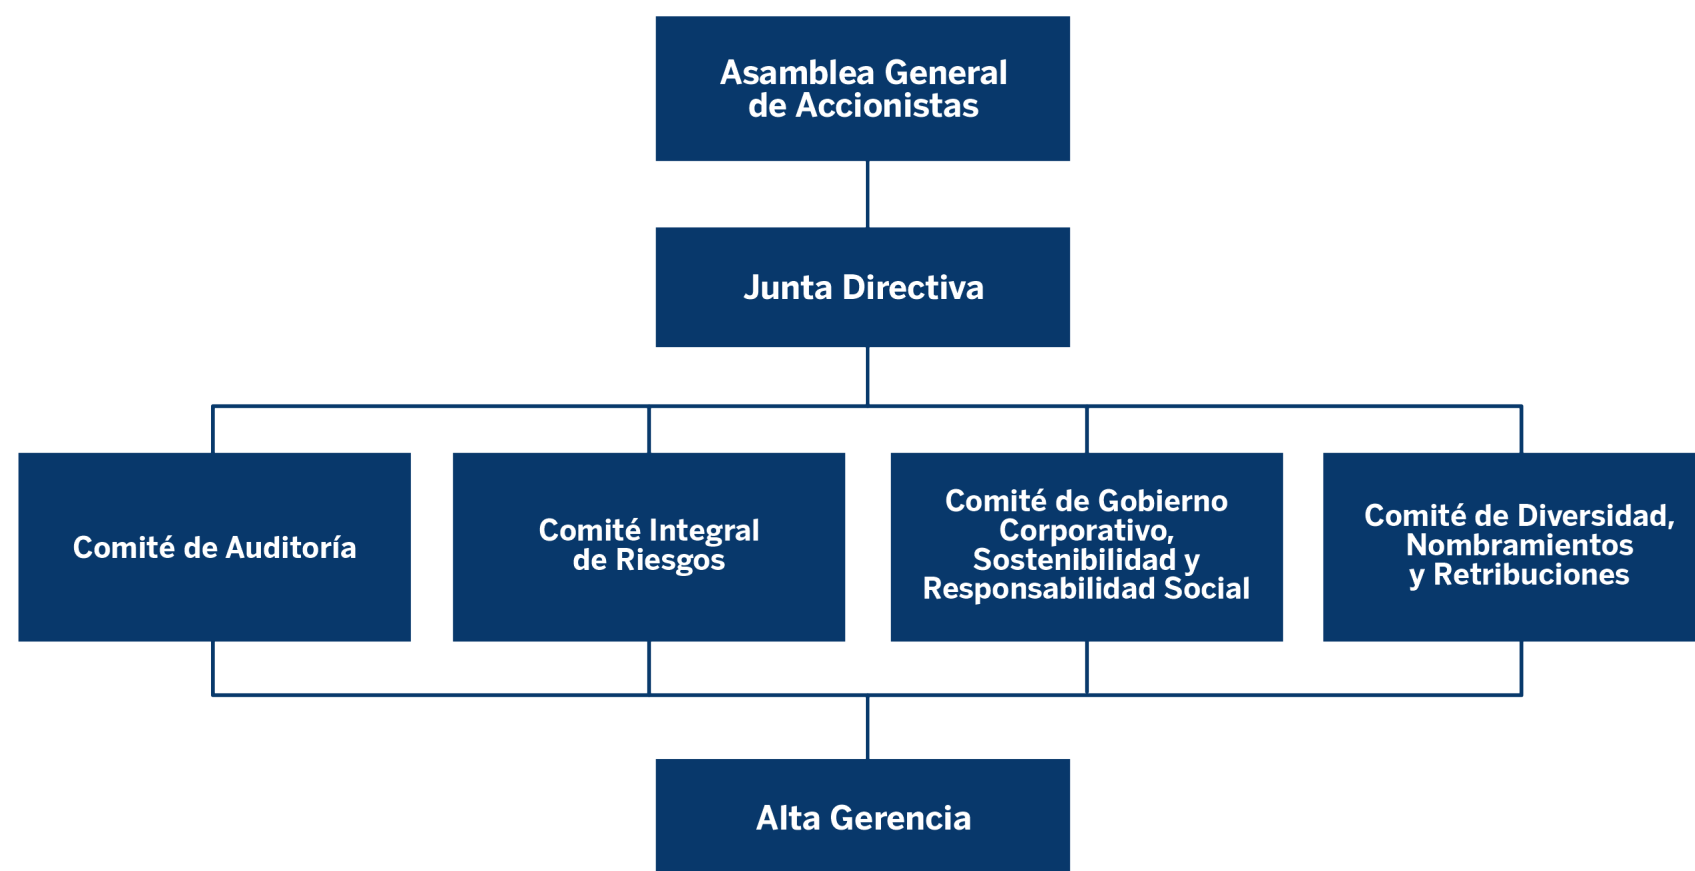 Asamblea General
de Accionistas
Junta Directiva
Comité de Auditoría
Comité Integral
de Riesgos
Comité de Gobierno
Corporativo,
Sostenibilidad y
Responsabilidad Social
Comité de Diversidad,
Nombramientos
y Retribuciones
Alta Gerencia